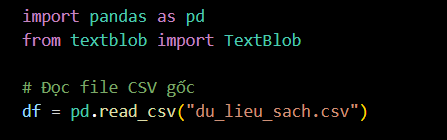 import pandas as pd
from textblob import TextBlob
# Đọc file CSV gốc
df = pd.read_csv("du_lieu_sach.csv")